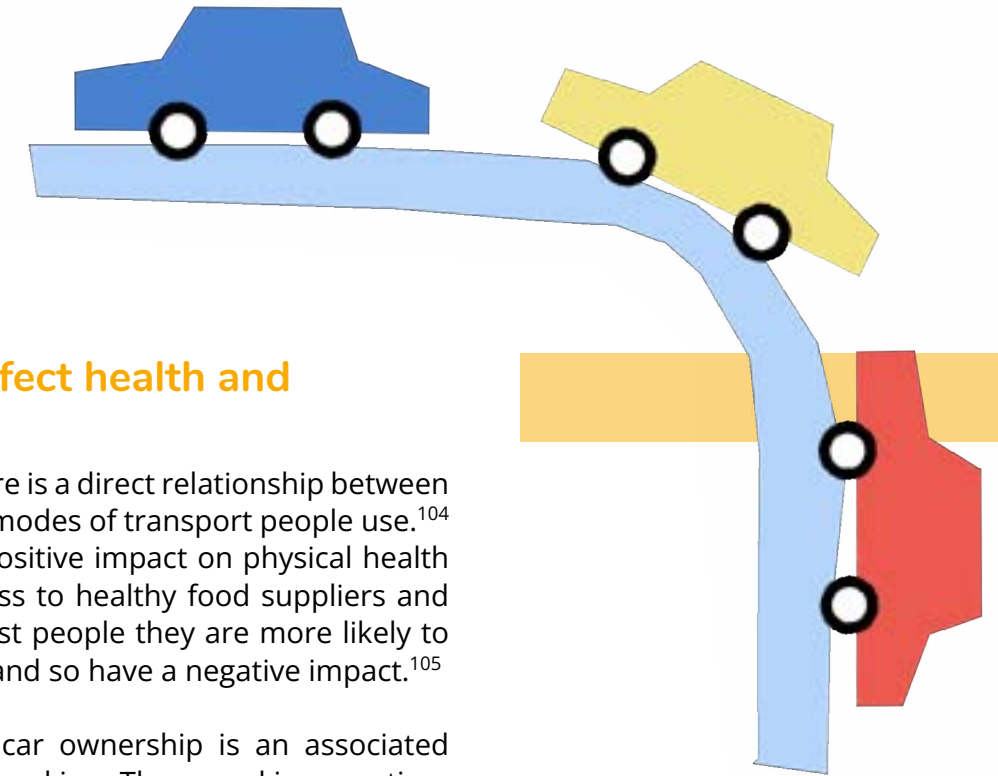 fect health and
re is a direct relationship between
modes of transport people use.104
ositive impact on physical health
ss to healthy food suppliers and
st people they are more likely to
and so have a negative impact.105
car ownership is an associated